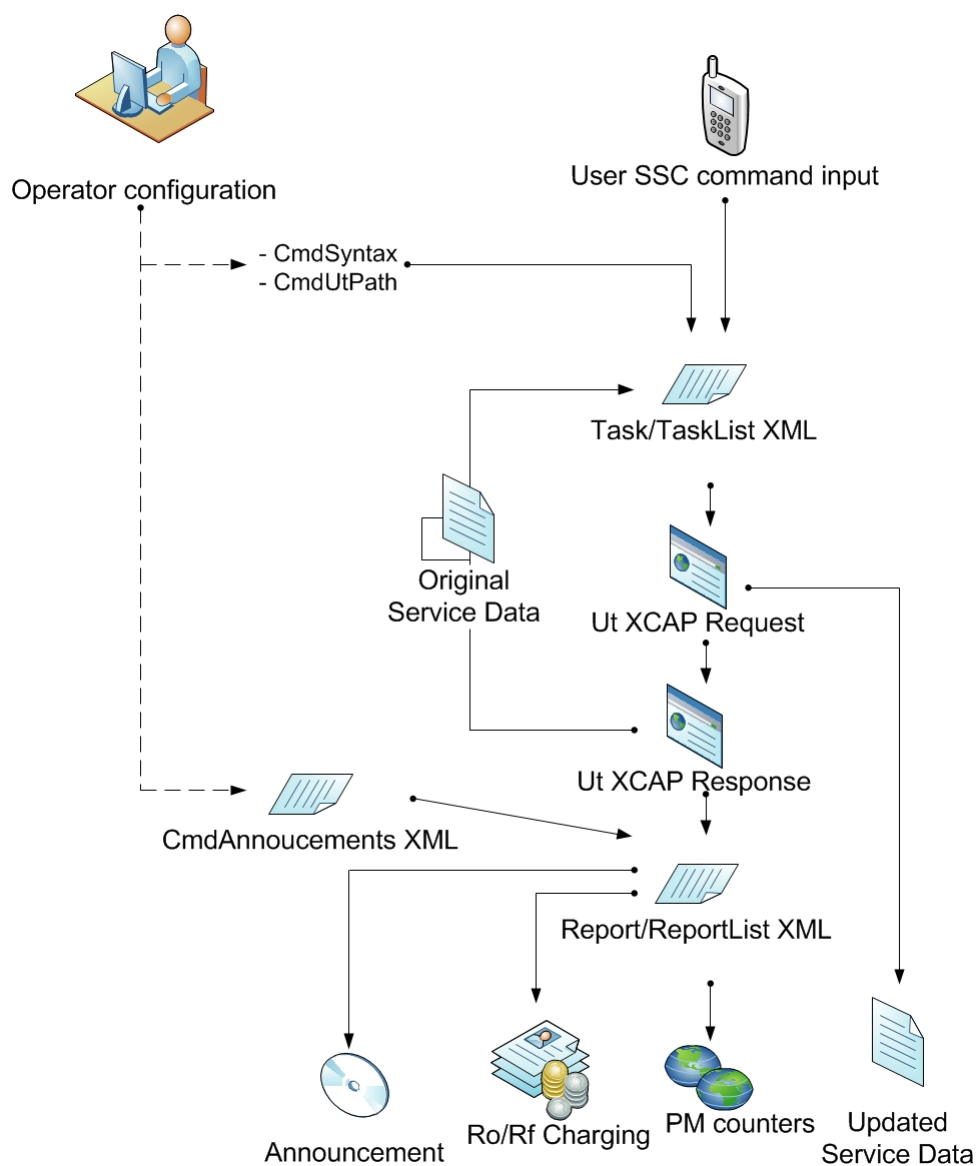 Operator configuration
User SSC command input
- CmdSyntax
- CmdUtPath
Task/TaskList XML
Original
Service Data
Ut XCAP Request
Ut XCAP Response
CmdAnnoucements XML
Report/ReportList XML
Announcement
Ro/Rf Charging
PM counters
Updated
Service Data